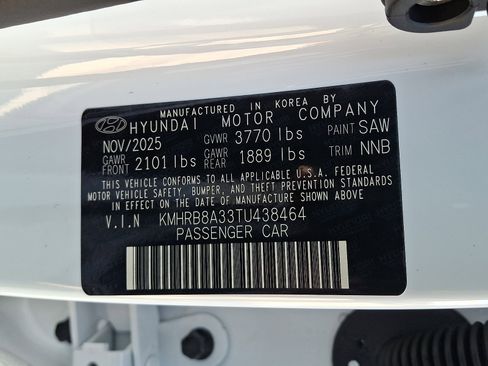 MANUFACTURED IN KOREA BY
HYUNDAI MOTOR COMPANY
NOV/2025 GVWR 3770 lbs PAINT SAW
GAWR FRONT 2101 lbs GAWR REAR 1889 lbs TRIM NNB
THIS VEHICLE CONFORMS TO ALL APPLICABLE U.S.A. FEDERAL
MOTOR VEHICLE SAFETY, BUMPER, AND THEFT PREVENTION STANDARDS
IN EFFECT ON THE DATE OF MANUFACTURE SHOWN ABOVE.
V.I.N KMHRB8A33TU438464
PASSENGER CAR